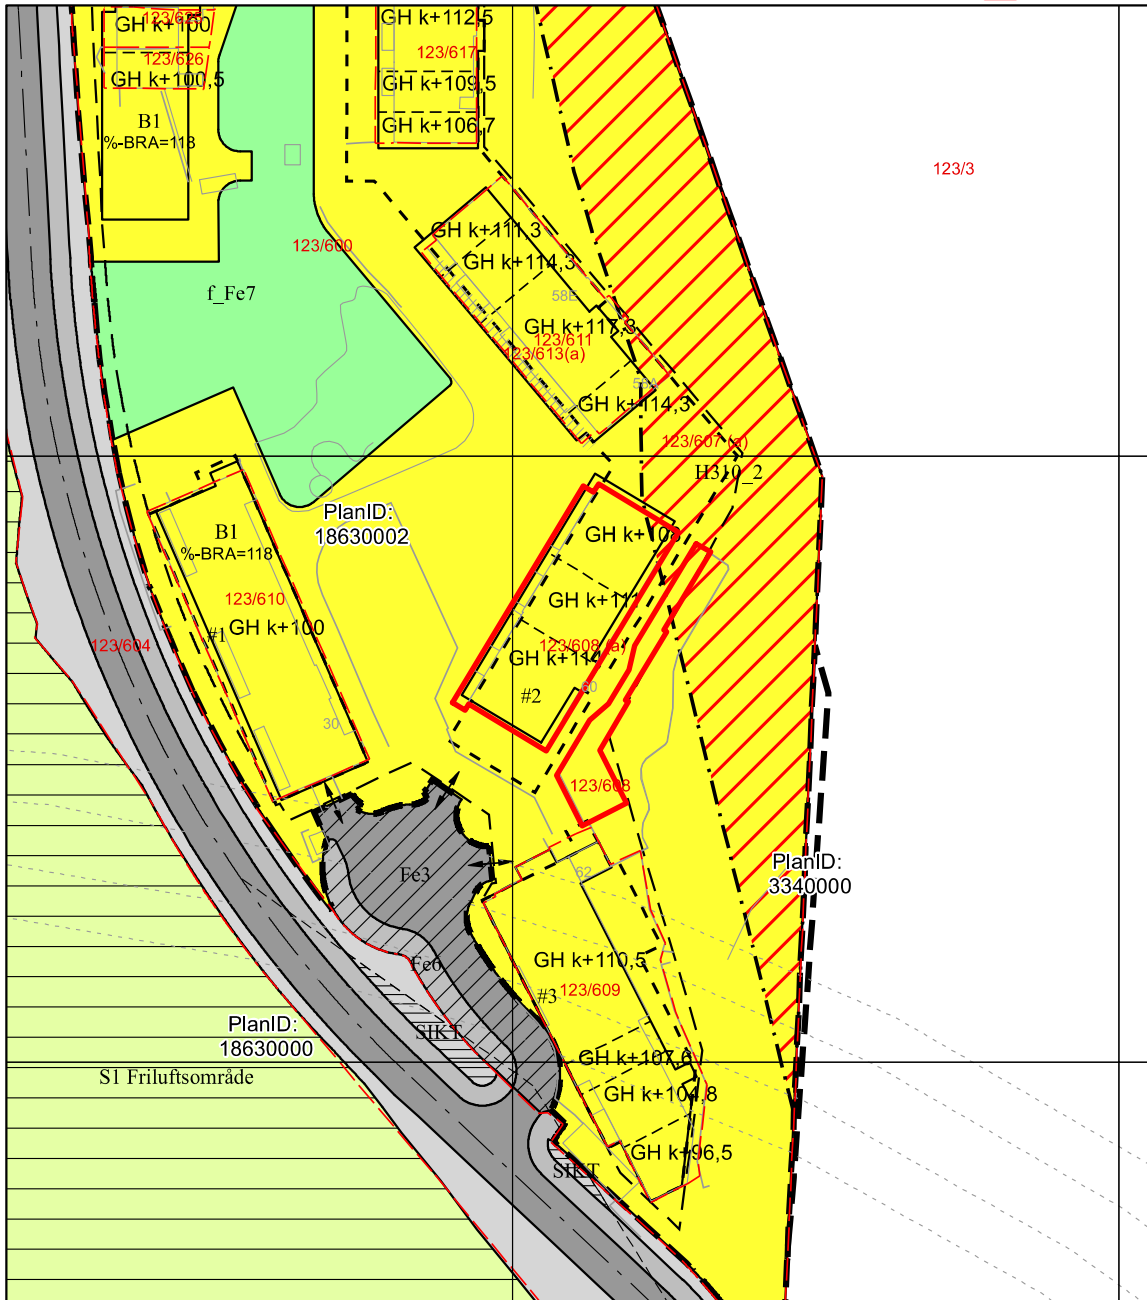 GH k+112,5
123/625
GH k+100
123/617
123/626
GH k+100,5
GH k+109,5
B1
GH k+106,7
%-BRA=118
123/3
GH k+111,3
123/600
GH k+114,3
f_Fe7
58E
GH k+117,3
123/611
123/613(a)
58A
GH k+114,3
123/607 (a)
H310_2
PlanID:
18630002
B1
%-BRA=118
GH k+108
123/610
GH k+111
GH k+100
#1
123/604
123/608 (a)
GH k+114
60
#2
30
123/608
PlanID:
3340000
Fe3
62
GH k+110,5
Fe6
123/609
#3
PlanID:
18630000
SIKT
GH k+107,6
S1 Friluftsområde
GH k+104,8
GH k+96,5
SIKT